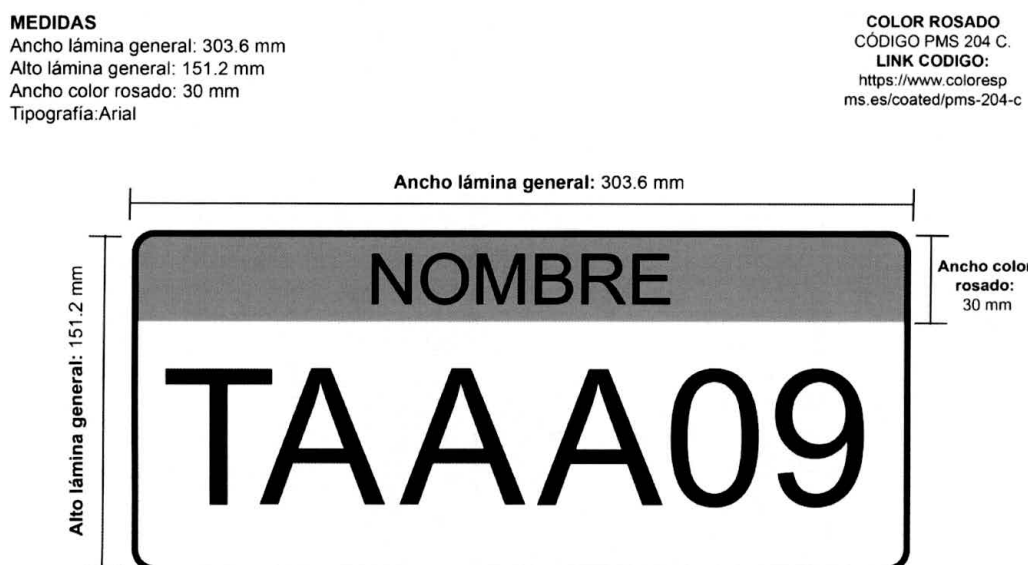 MEDIDAS
Ancho lámina general: 303.6 mm
Alto lámina general: 151.2 mm
Ancho color rosado: 30 mm
Tipografía:Arial
COLOR ROSADO
CÓDIGO PMS 204 C.
LINK CODIGO:
https://www.coloresp
ms.es/coated/pms-204-c
Ancho lámina general: 303.6 mm
Alto lámina general: 151.2 mm
NOMBRE
Ancho color
rosado:
30 mm
TAAA09